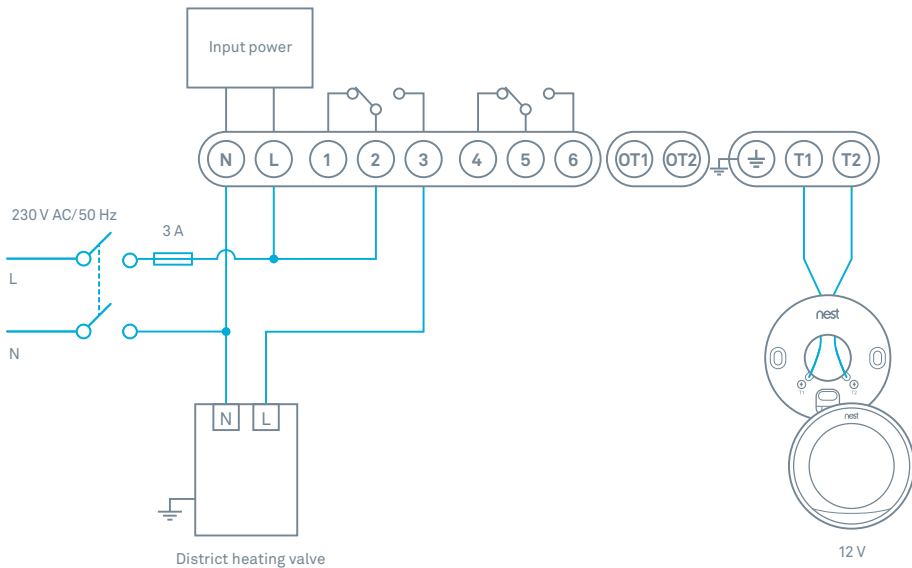 Input power
N L 1 2 3 4 5 6 OT1 OT2 T1 T2
230 V AC/50 Hz
3 A
L
N
nest
T1 T2
nest
N L
District heating valve
12 V